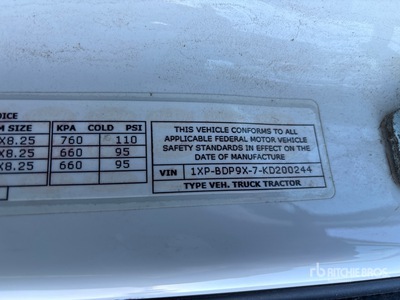 OICE
M SIZE KPA COLD PSI
X8.25 760 110
X8.25 660 95
X8.25 660 95
THIS VEHICLE CONFORMS TO ALL
APPLICABLE FEDERAL MOTOR VEHICLE
SAFETY STANDARDS IN EFFECT ON THE
DATE OF MANUFACTURE
VIN 1XP-BDP9X-7-KD200244
TYPE VEH. TRUCK TRACTOR
rb ritchie bros.